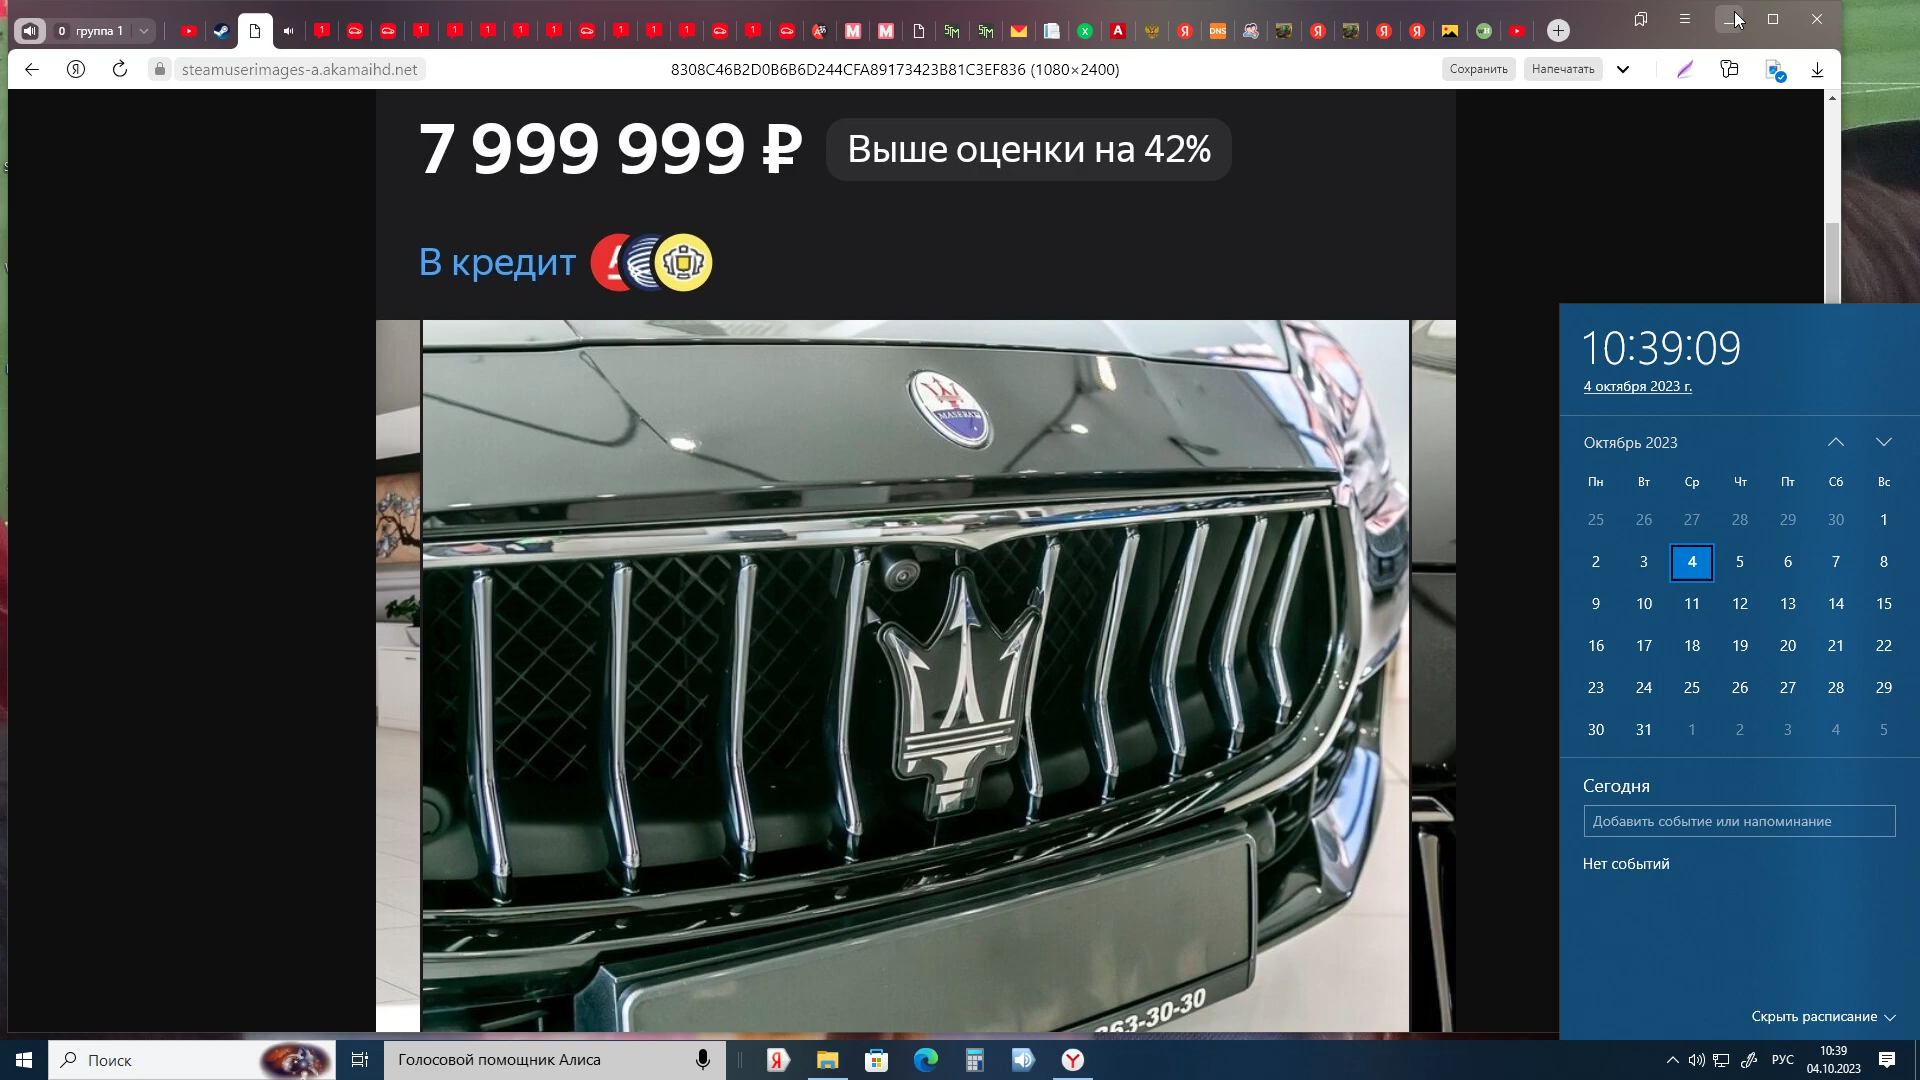 0 группа 1
steamuserimages-a.akamaihd.net
8308C46B2D0B6B6D244CFA89173423B81C3EF836 (1080×2400)
Сохранить
Напечатать
7 999 999 ₽
Выше оценки на 42%
В кредит
MASERATI
363-30-30
10:39:09
4 октября 2023 г.
Октябрь 2023
Пн Вт Ср Чт Пт Сб Вс
25 26 27 28 29 30 1
2 3 4 5 6 7 8
9 10 11 12 13 14 15
16 17 18 19 20 21 22
23 24 25 26 27 28 29
30 31 1 2 3 4 5
Сегодня
Добавить событие или напоминание
Нет событий
Скрыть расписание
Поиск
Голосовой помощник Алиса
РУС
10:39
04.10.2023